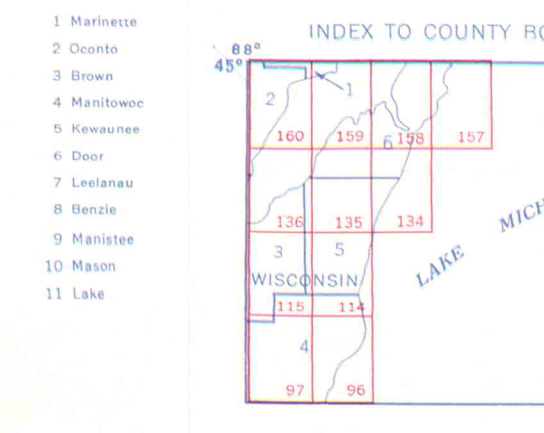 1 Marinette
2 Oconto
3 Brown
4 Manitowoc
5 Kewaunee
6 Door
7 Leelanau
8 Benzie
9 Manistee
10 Mason
11 Lake
INDEX TO COUNTY
88°
45°
1
2
160
159
6
158
157
136
135
134
3
5
WISCONSIN
LAKE MICH
115
114
4
97
96